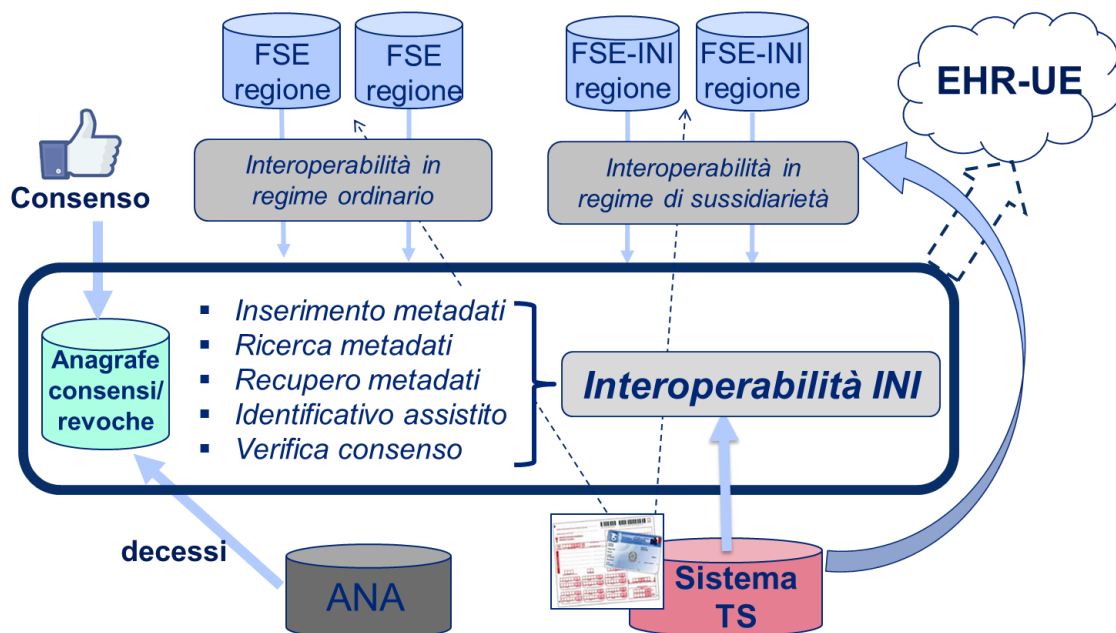 FSE
regione
FSE
regione
FSE-INI
regione
FSE-INI
regione
EHR-UE
Consenso
Interoperabilità in
regime ordinario
Interoperabilità in
regime di sussidiarietà
Anagrafe
consensi/
revoche
▪ Inserimento metadati
▪ Ricerca metadati
▪ Recupero metadati
▪ Identificativo assistito
▪ Verifica consenso
Interoperabilità INI
decessi
ANA
Sistema
TS